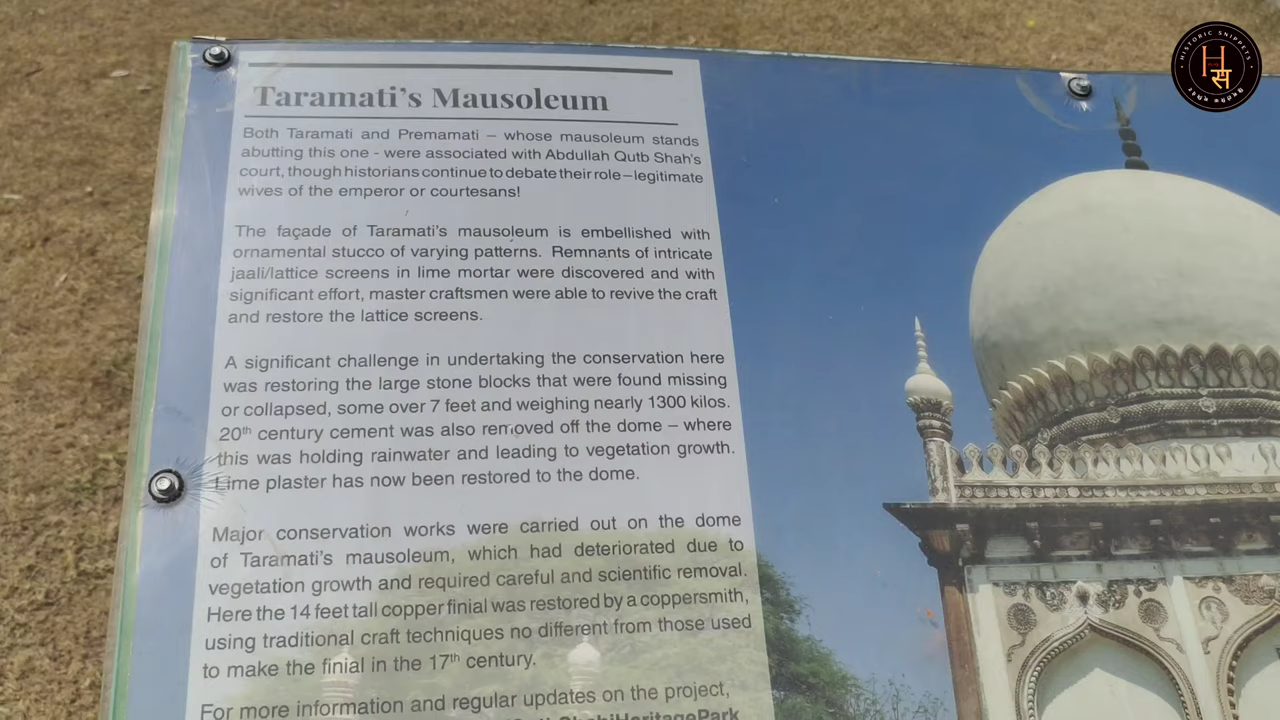 Taramati's Mausoleum
Both Taramati and Premamati – whose mausoleum stands
abutting this one - were associated with Abdullah Qutb Shah's
court, though historians continue to debate their role – legitimate
wives of the emperor or courtesans!
The façade of Taramati's mausoleum is embellished with
ornamental stucco of varying patterns. Remnants of intricate
jaali/lattice screens in lime mortar were discovered and with
significant effort, master craftsmen were able to revive the craft
and restore the lattice screens.
A significant challenge in undertaking the conservation here
was restoring the large stone blocks that were found missing
or collapsed, some over 7 feet and weighing nearly 1300 kilos.
20th century cement was also removed off the dome – where
this was holding rainwater and leading to vegetation growth.
Lime plaster has now been restored to the dome.
Major conservation works were carried out on the dome
of Taramati's mausoleum, which had deteriorated due to
vegetation growth and required careful and scientific removal.
Here the 14 feet tall copper finial was restored by a coppersmith,
using traditional craft techniques no different from those used
to make the finial in the 17th century.
For more information and regular updates on the project,
ShahiHeritagePark
HISTORIC SNIPPETS
H
स